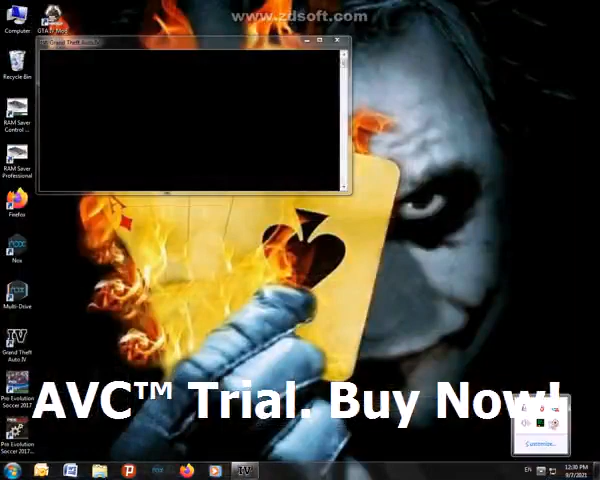 www.zdsoft.com
Computer
GTA IV Mod
Grand Theft Auto IV
Recycle Bin
RAM Saver
Control ...
RAM Saver
Professional
Firefox
Nox
Multi-Drive
IV
Grand Theft
Auto IV
Pro Evolution
Soccer 2017
Pro Evolution
Soccer 2017...
AVC™ Trial. Buy Now!
Customize...
EN
12:30 PM
9/7/2021